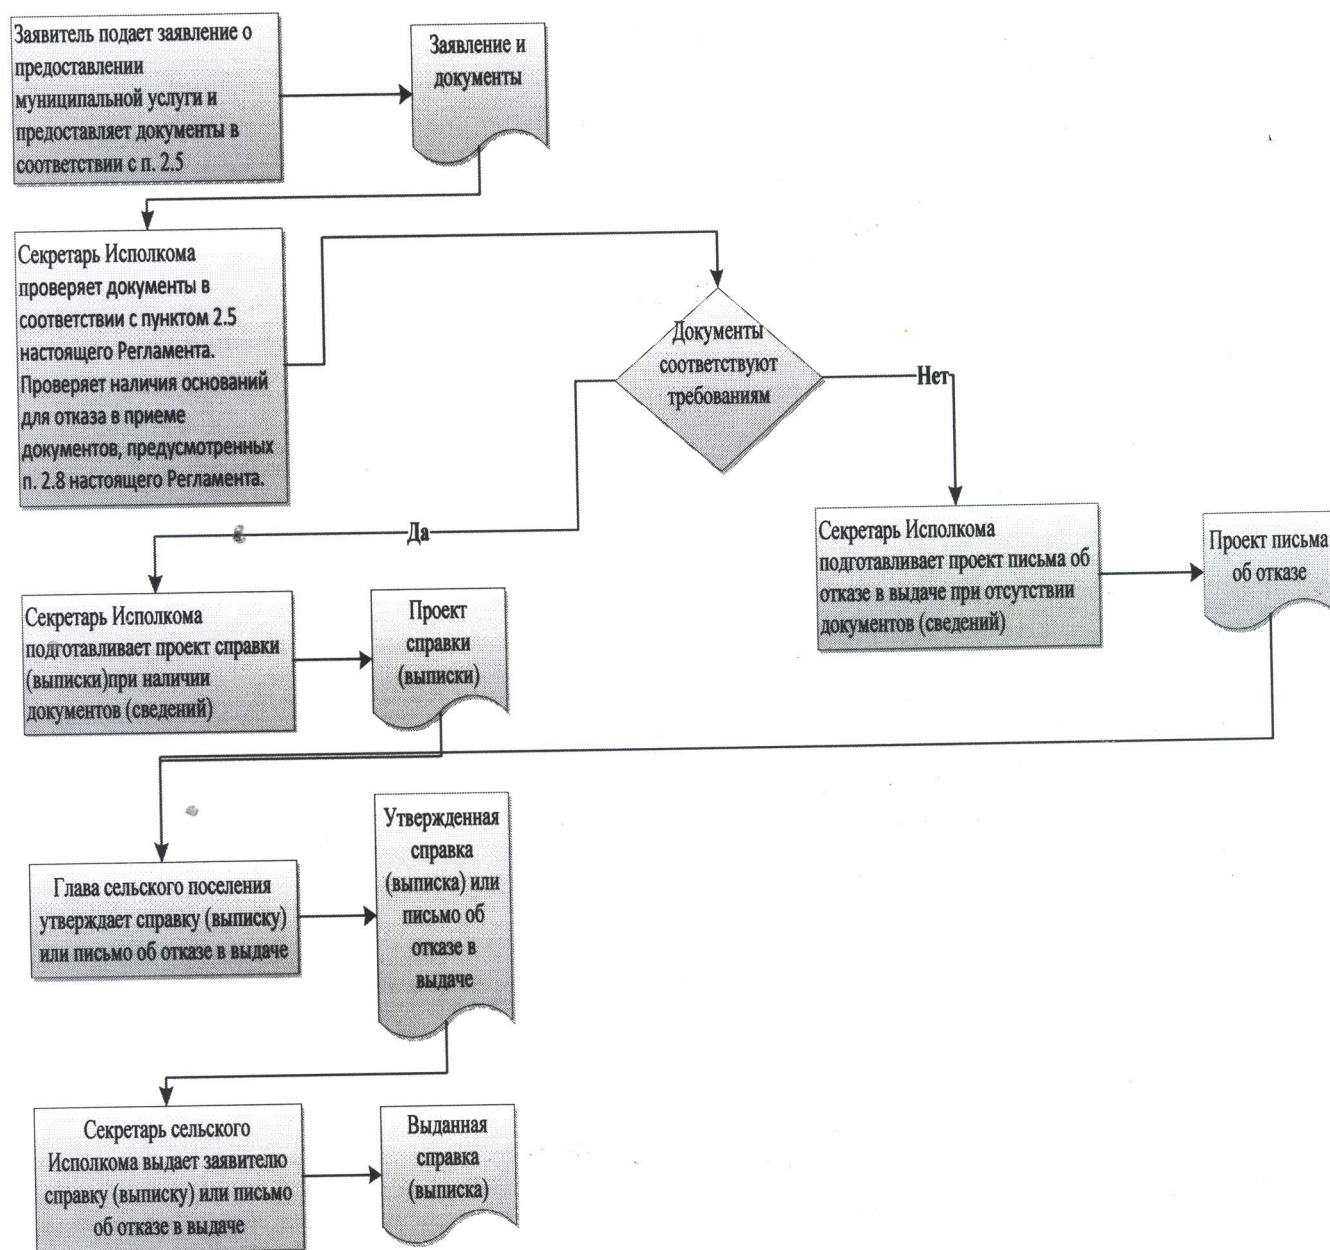 Заявитель подает заявление о
предоставлении
муниципальной услуги и
предоставляет документы в
соответствии с п. 2.5
Заявление и
документы
Секретарь Исполкома
проверяет документы в
соответствии с пунктом 2.5
настоящего Регламента.
Проверяет наличия оснований
для отказа в приеме
документов, предусмотренных
п. 2.8 настоящего Регламента.
Документы
соответствуют
требованиям
Нет
Да
Секретарь Исполкома
подготавливает проект письма об
отказе в выдаче при отсутствии
документов (сведений)
Проект письма
об отказе
Секретарь Исполкома
подготавливает проект справки
(выписки)при наличии
документов (сведений)
Проект
справки
(выписки)
Глава сельского поселения
утверждает справку (выписку)
или письмо об отказе в выдаче
Утвержденная
справка
(выписка) или
письмо об
отказе в
выдаче
Секретарь сельского
Исполкома выдает заявителю
справку (выписку) или письмо
об отказе в выдаче
Выданная
справка
(выписка)